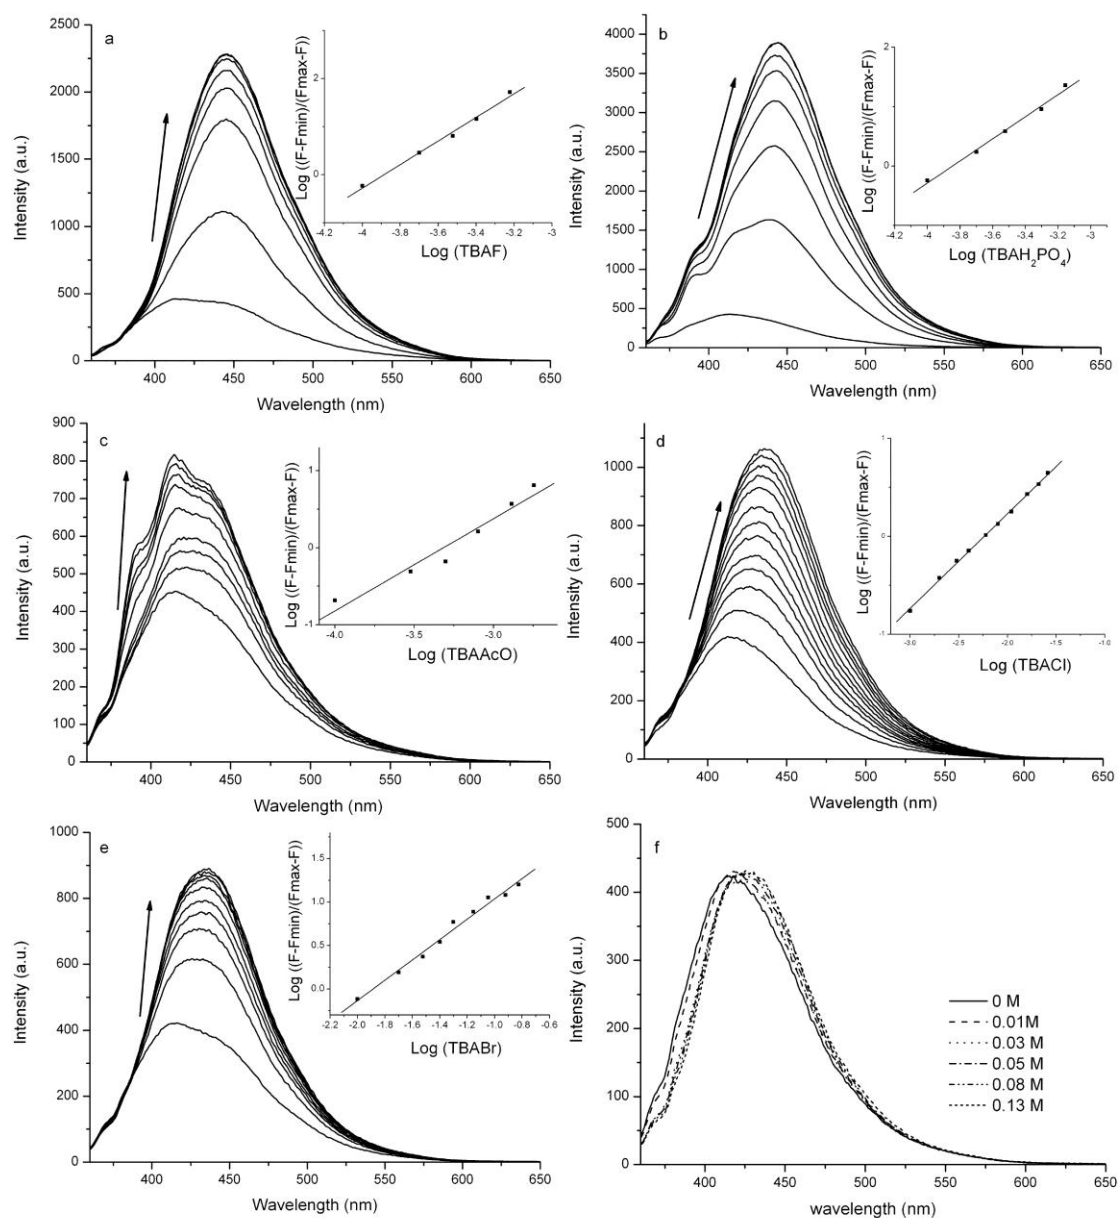 a
2500
2000
1500
1000
500
0
400 450 500 550 600 650
Wavelength (nm)
Intensity (a.u.)
Log ((F-Fmin)/(Fmax-F))
2
0
-4.2 -4 -3.8 -3.6 -3.4 -3.2 -3
Log (TBAF)
b
4000
3500
3000
2500
2000
1500
1000
500
0
400 450 500 550 600 650
Wavelength (nm)
Intensity (a.u.)
Log ((F-Fmin)/(Fmax-F))
2
0
-4.2 -4 -3.8 -3.6 -3.4 -3.2 -3
Log (TBAH₂PO₄)
c
900
800
700
600
500
400
300
200
100
0
400 450 500 550 600 650
Wavelength (nm)
Intensity (a.u.)
Log ((F-Fmin)/(Fmax-F))
1
0
-1
-4.0 -3.5 -3.0
Log (TBAAcO)
d
1000
800
600
400
200
0
400 450 500 550 600 650
Wavelength (nm)
Intensity (a.u.)
Log ((F-Fmin)/(Fmax-F))
1
0
-1
-3.0 -2.5 -2.0 -1.5 -1.0
Log (TBACl)
e
1000
800
600
400
200
0
400 450 500 550 600 650
Wavelength (nm)
Intensity (a.u.)
Log ((F-Fmin)/(Fmax-F))
1.5
1.0
0.5
0.0
-2.2 -2.0 -1.8 -1.4 -1.2 -1.0 -0.8 -0.6
Log (TBABr)
f
500
400
300
200
100
0
400 450 500 550 600 650
wavelength (nm)
Intensity (a.u.)
0 M
0.01M
0.03 M
0.05 M
0.08 M
0.13 M